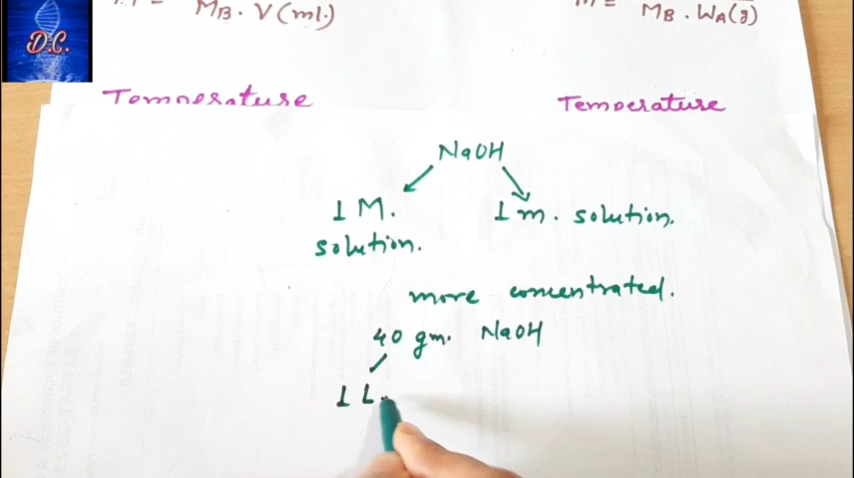 D.C.
MB . V(ml.)
m = MB . WA(g)
Temperature Temperature
NaOH
1 M. 1 m. solution.
solution.
more concentrated.
40 gm. NaOH
1 L.